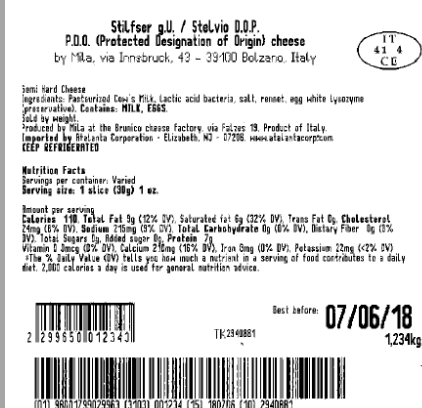 Stilfser g.U. / Stelvio D.O.P.
P.D.O. (Protected Designation of Origin) cheese
by Mila, via Innsbruck, 43 - 39100 Bolzano, Italy
IT
41 4
CE
Semi Hard Cheese
Ingredients: Pasteurized Cow's Milk, lactic acid bacteria, salt, rennet, egg white lysozyme
(preservative). Contains: MILK, EGGS.
Sold by weight.
Produced by Mila at the Brunico cheese factory, via Falzes 19. Product of Italy.
Imported by Atalanta Corporation - Elizabeth, NJ - 07206. www.atalantacorp.com
KEEP REFRIGERATED
Nutrition Facts
Servings per container: Varied
Serving size: 1 slice (30g) 1 oz.
Amount per serving
Calories 110, Total Fat 9g (12% DV), Saturated fat 6g (32% DV), Trans Fat 0g, Cholesterol
24mg (8% DV), Sodium 215mg (9% DV), Total Carbohydrate 0g (0% DV), Dietary Fiber 0g (0%
DV), Total Sugars 0g, Added sugar 0g, Protein 7g
Vitamin D 0mcg (0% DV), Calcium 210mg (16% DV), Iron 0mg (0% DV), Potassium 22mg (<2% DV)
*The % Daily Value (DV) tells you how much a nutrient in a serving of food contributes to a daily
diet. 2,000 calories a day is used for general nutrition advice.
Best before: 07/06/18
2 299650 012343
TK2940881
1,234kg
(01) 98001799029963 (3103) 001234 (15) 180706 (10) 2940881